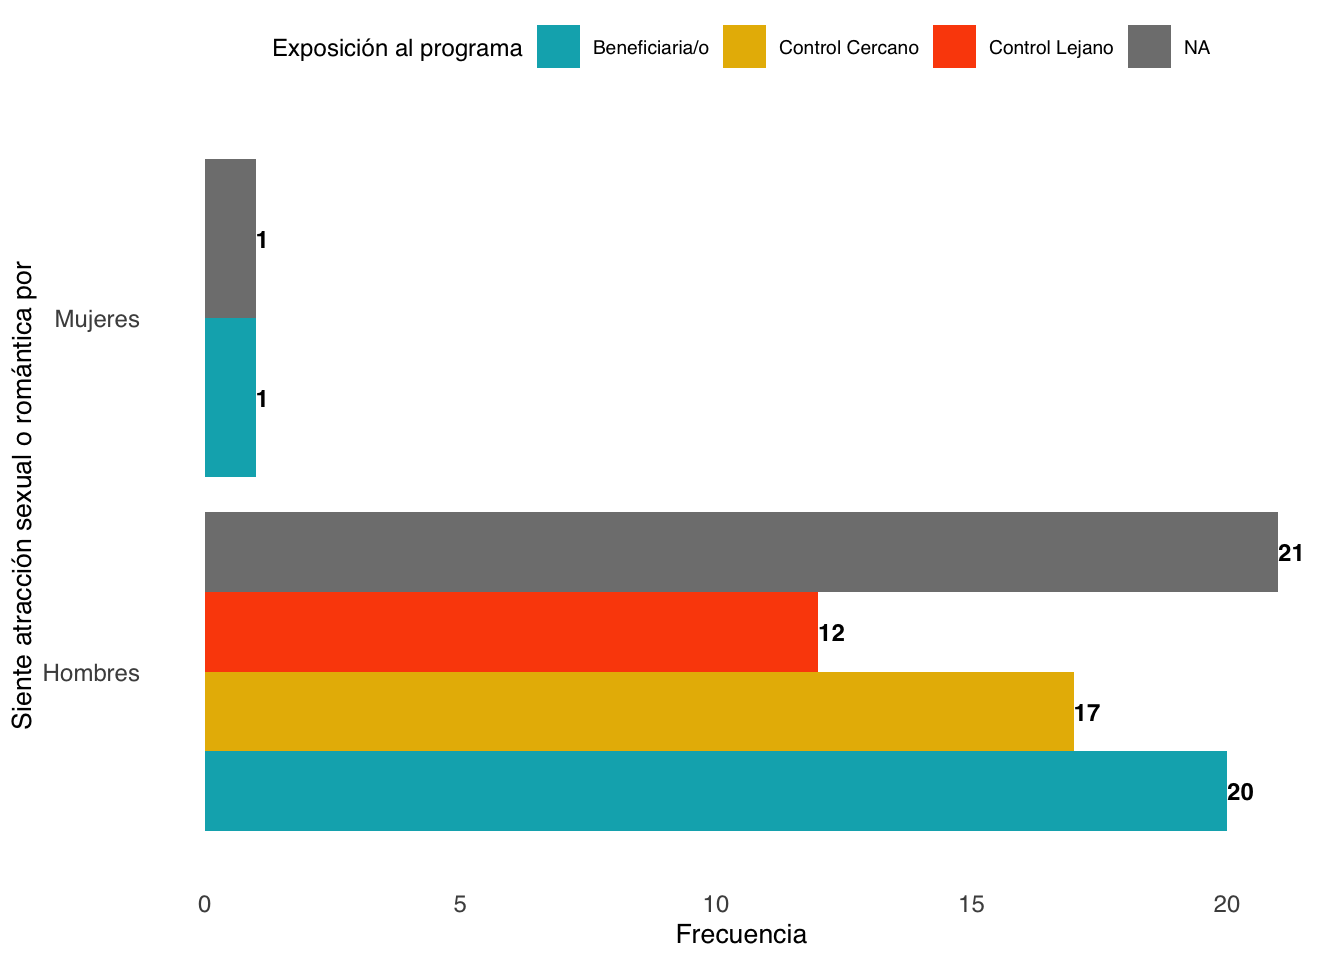 Exposición al programa Beneficiaria/o Control Cercano Control Lejano NA
Siente atracción sexual o romántica por
Mujeres
1
1
Hombres
21
12
17
20
0 5 10 15 20
Frecuencia